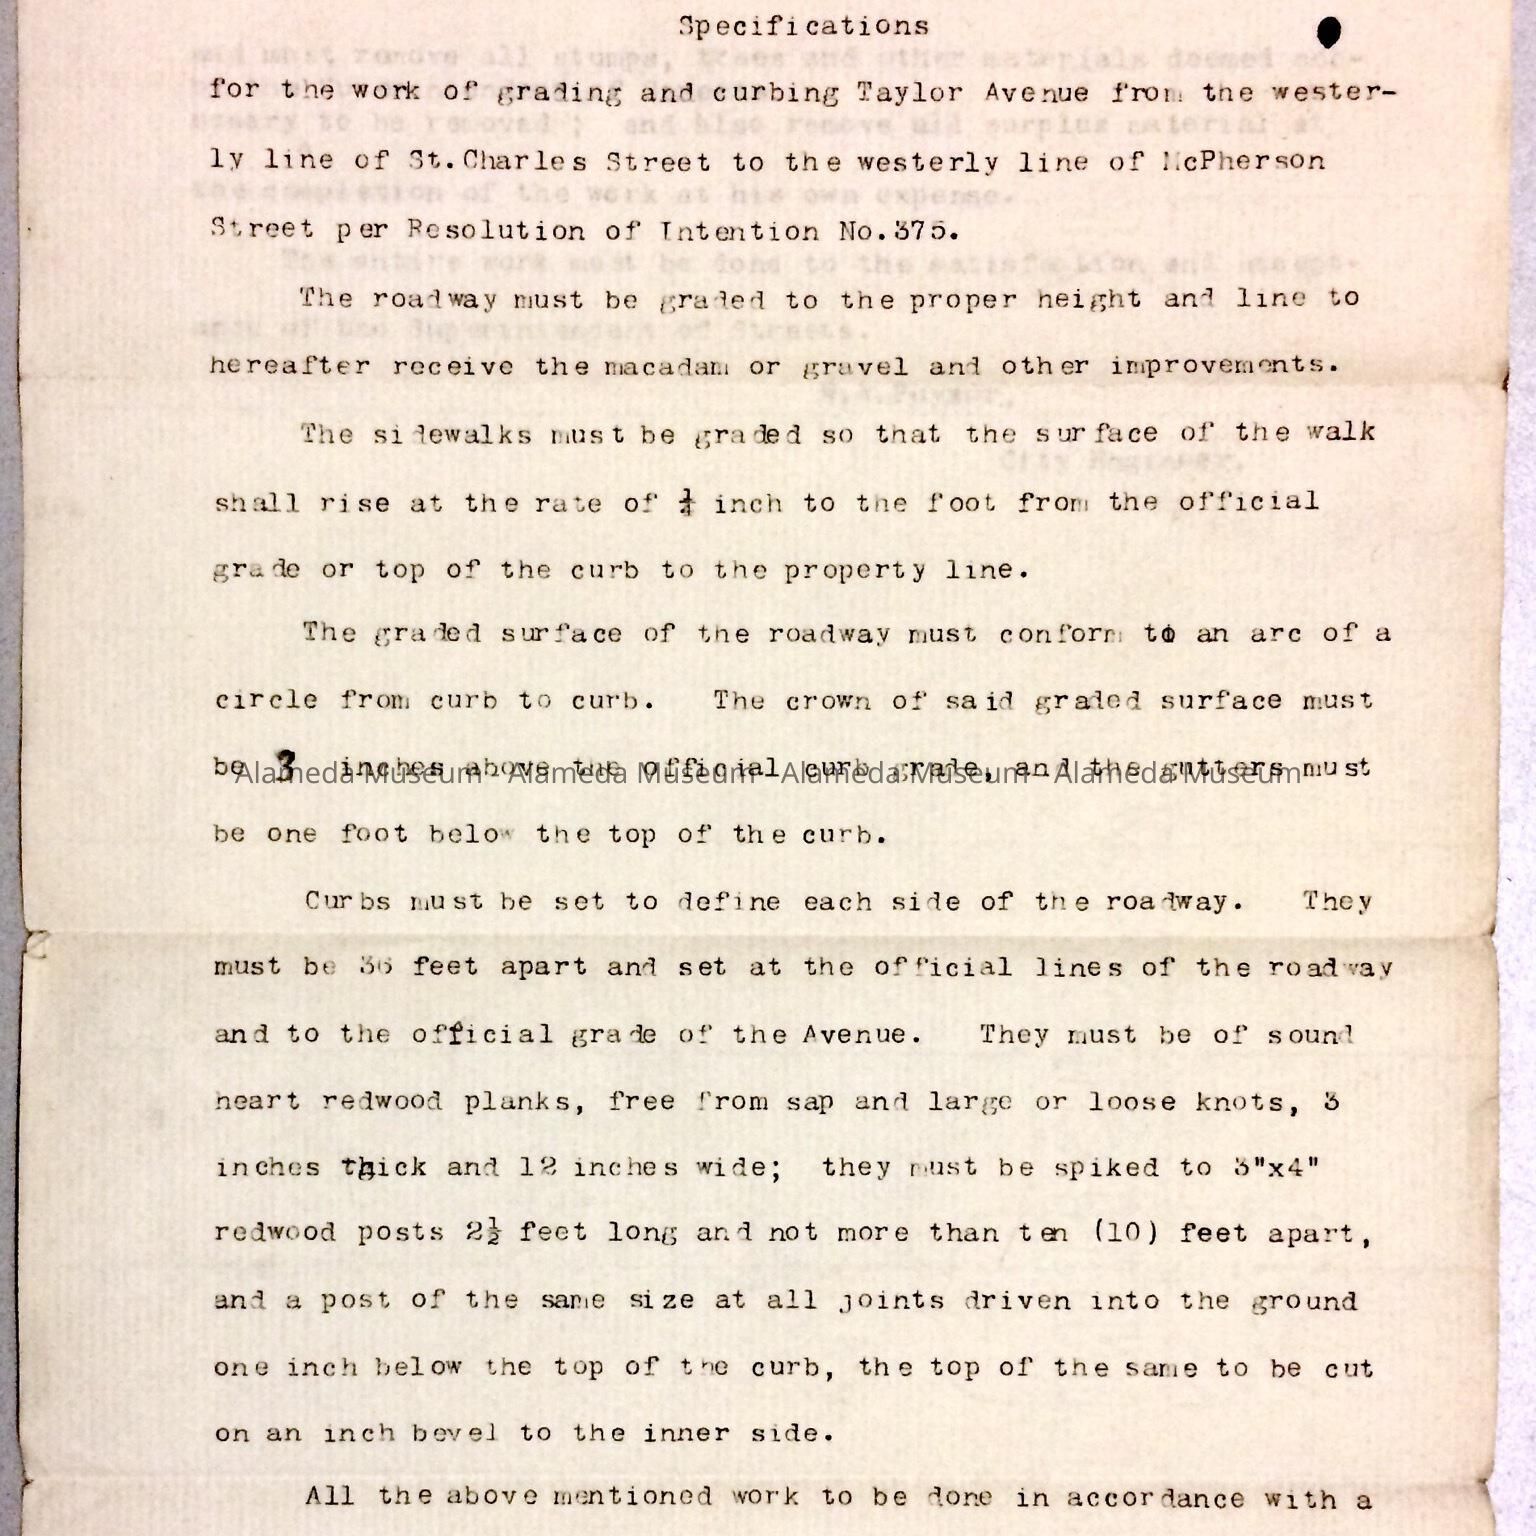 Specifications
for the work of grading and curbing Taylor Avenue from the wester-
ly line of St.Charles Street to the westerly line of McPherson
Street per Resolution of Intention No.375.
The roadway must be graded to the proper height and line to
hereafter receive the macadam or gravel and other improvements.
The sidewalks must be graded so that the surface of the walk
shall rise at the rate of ¼ inch to the foot from the official
grade or top of the curb to the property line.
The graded surface of the roadway must conform to an arc of a
circle from curb to curb. The crown of said graded surface must
be 3 inches above the official curb grade, and the gutters must
Alameda Museum - Alameda Museum - Alameda Museum - Alameda Museum
be one foot below the top of the curb.
Curbs must be set to define each side of the roadway. They
must be 36 feet apart and set at the official lines of the roadway
and to the official grade of the Avenue. They must be of sound
heart redwood planks, free from sap and large or loose knots, 3
inches thick and 12 inches wide; they must be spiked to 3"x4"
redwood posts 2½ feet long and not more than ten (10) feet apart,
and a post of the same size at all joints driven into the ground
one inch below the top of the curb, the top of the same to be cut
on an inch bevel to the inner side.
All the above mentioned work to be done in accordance with a